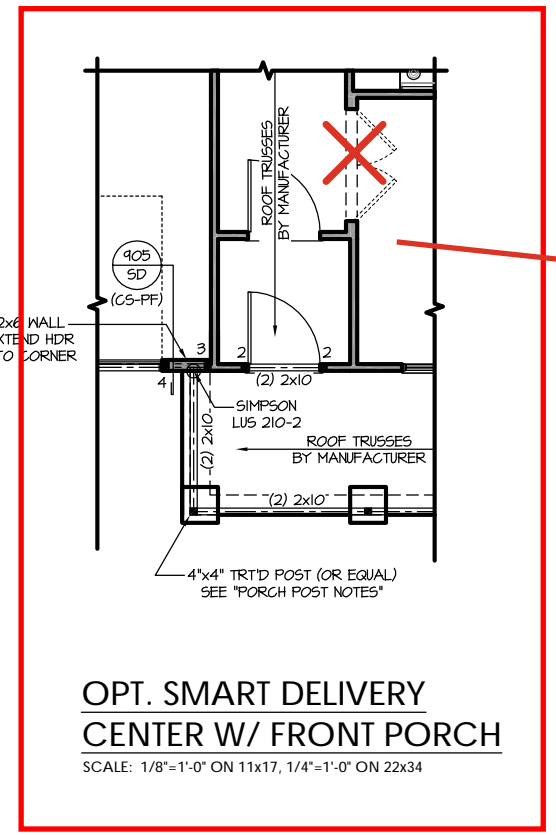 ROOF TRUSSES
BY MANUFACTURER
905
SD
(CS-PF)
2x6 WALL
EXTEND HDR
TO CORNER
3
2
2
4
(2) 2x10
SIMPSON
LUS 210-2
(2) 2x10
ROOF TRUSSES
BY MANUFACTURER
(2) 2x10
4"x4" TRT'D POST (OR EQUAL)
SEE "PORCH POST NOTES"
OPT. SMART DELIVERY
CENTER W/ FRONT PORCH
SCALE: 1/8"=1'-0" ON 11x17, 1/4"=1'-0" ON 22x34